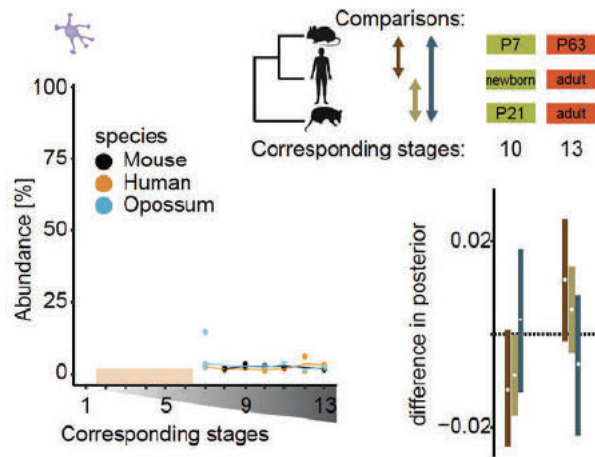 Comparisons:
P7 P63
newborn adut
P21 adut
Corresponding stages: 10 13
100
75
50
25
0
Abundance [%]
species
Mouse
Human
Opossum
1 5 9 13
Corresponding stages
difference in posterior
0.02
−0.02